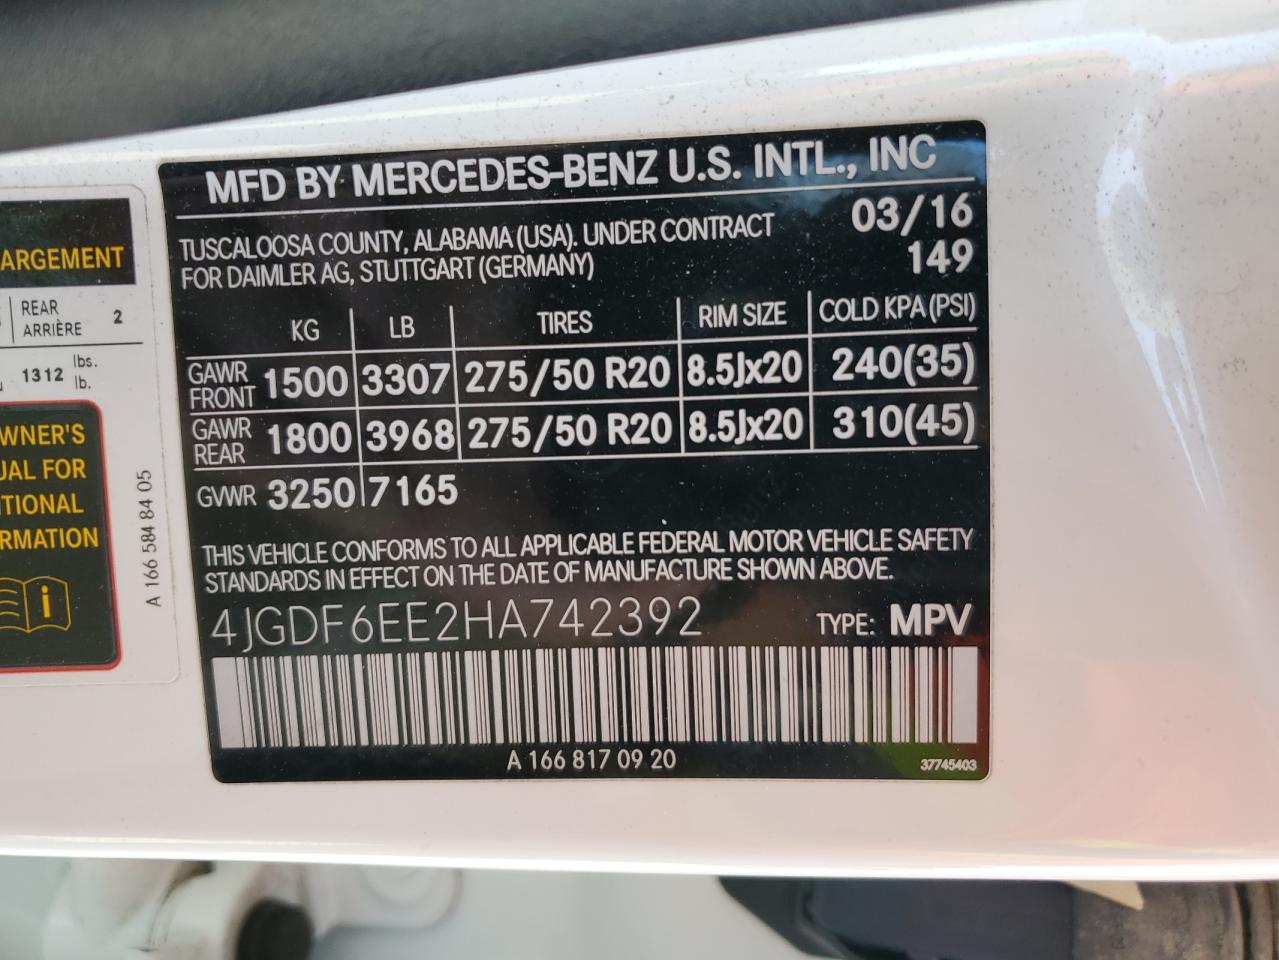 MFD BY MERCEDES-BENZ U.S. INTL., INC
TUSCALOOSA COUNTY, ALABAMA (USA). UNDER CONTRACT 03/16
FOR DAIMLER AG, STUTTGART (GERMANY) 149
KG LB TIRES RIM SIZE COLD KPA (PSI)
GAWR FRONT 1500 3307 275/50 R20 8.5Jx20 240(35)
GAWR REAR 1800 3968 275/50 R20 8.5Jx20 310(45)
GVWR 3250 7165
THIS VEHICLE CONFORMS TO ALL APPLICABLE FEDERAL MOTOR VEHICLE SAFETY
STANDARDS IN EFFECT ON THE DATE OF MANUFACTURE SHOWN ABOVE.
4JGDF6EE2HA742392 TYPE: MPV
A 166 817 09 20
37745403
ARGEMENT
REAR
ARRIÈRE 2
1312 lbs.
lb.
WNER'S
UAL FOR
ITIONAL
RMATION
A 166 584 84 05